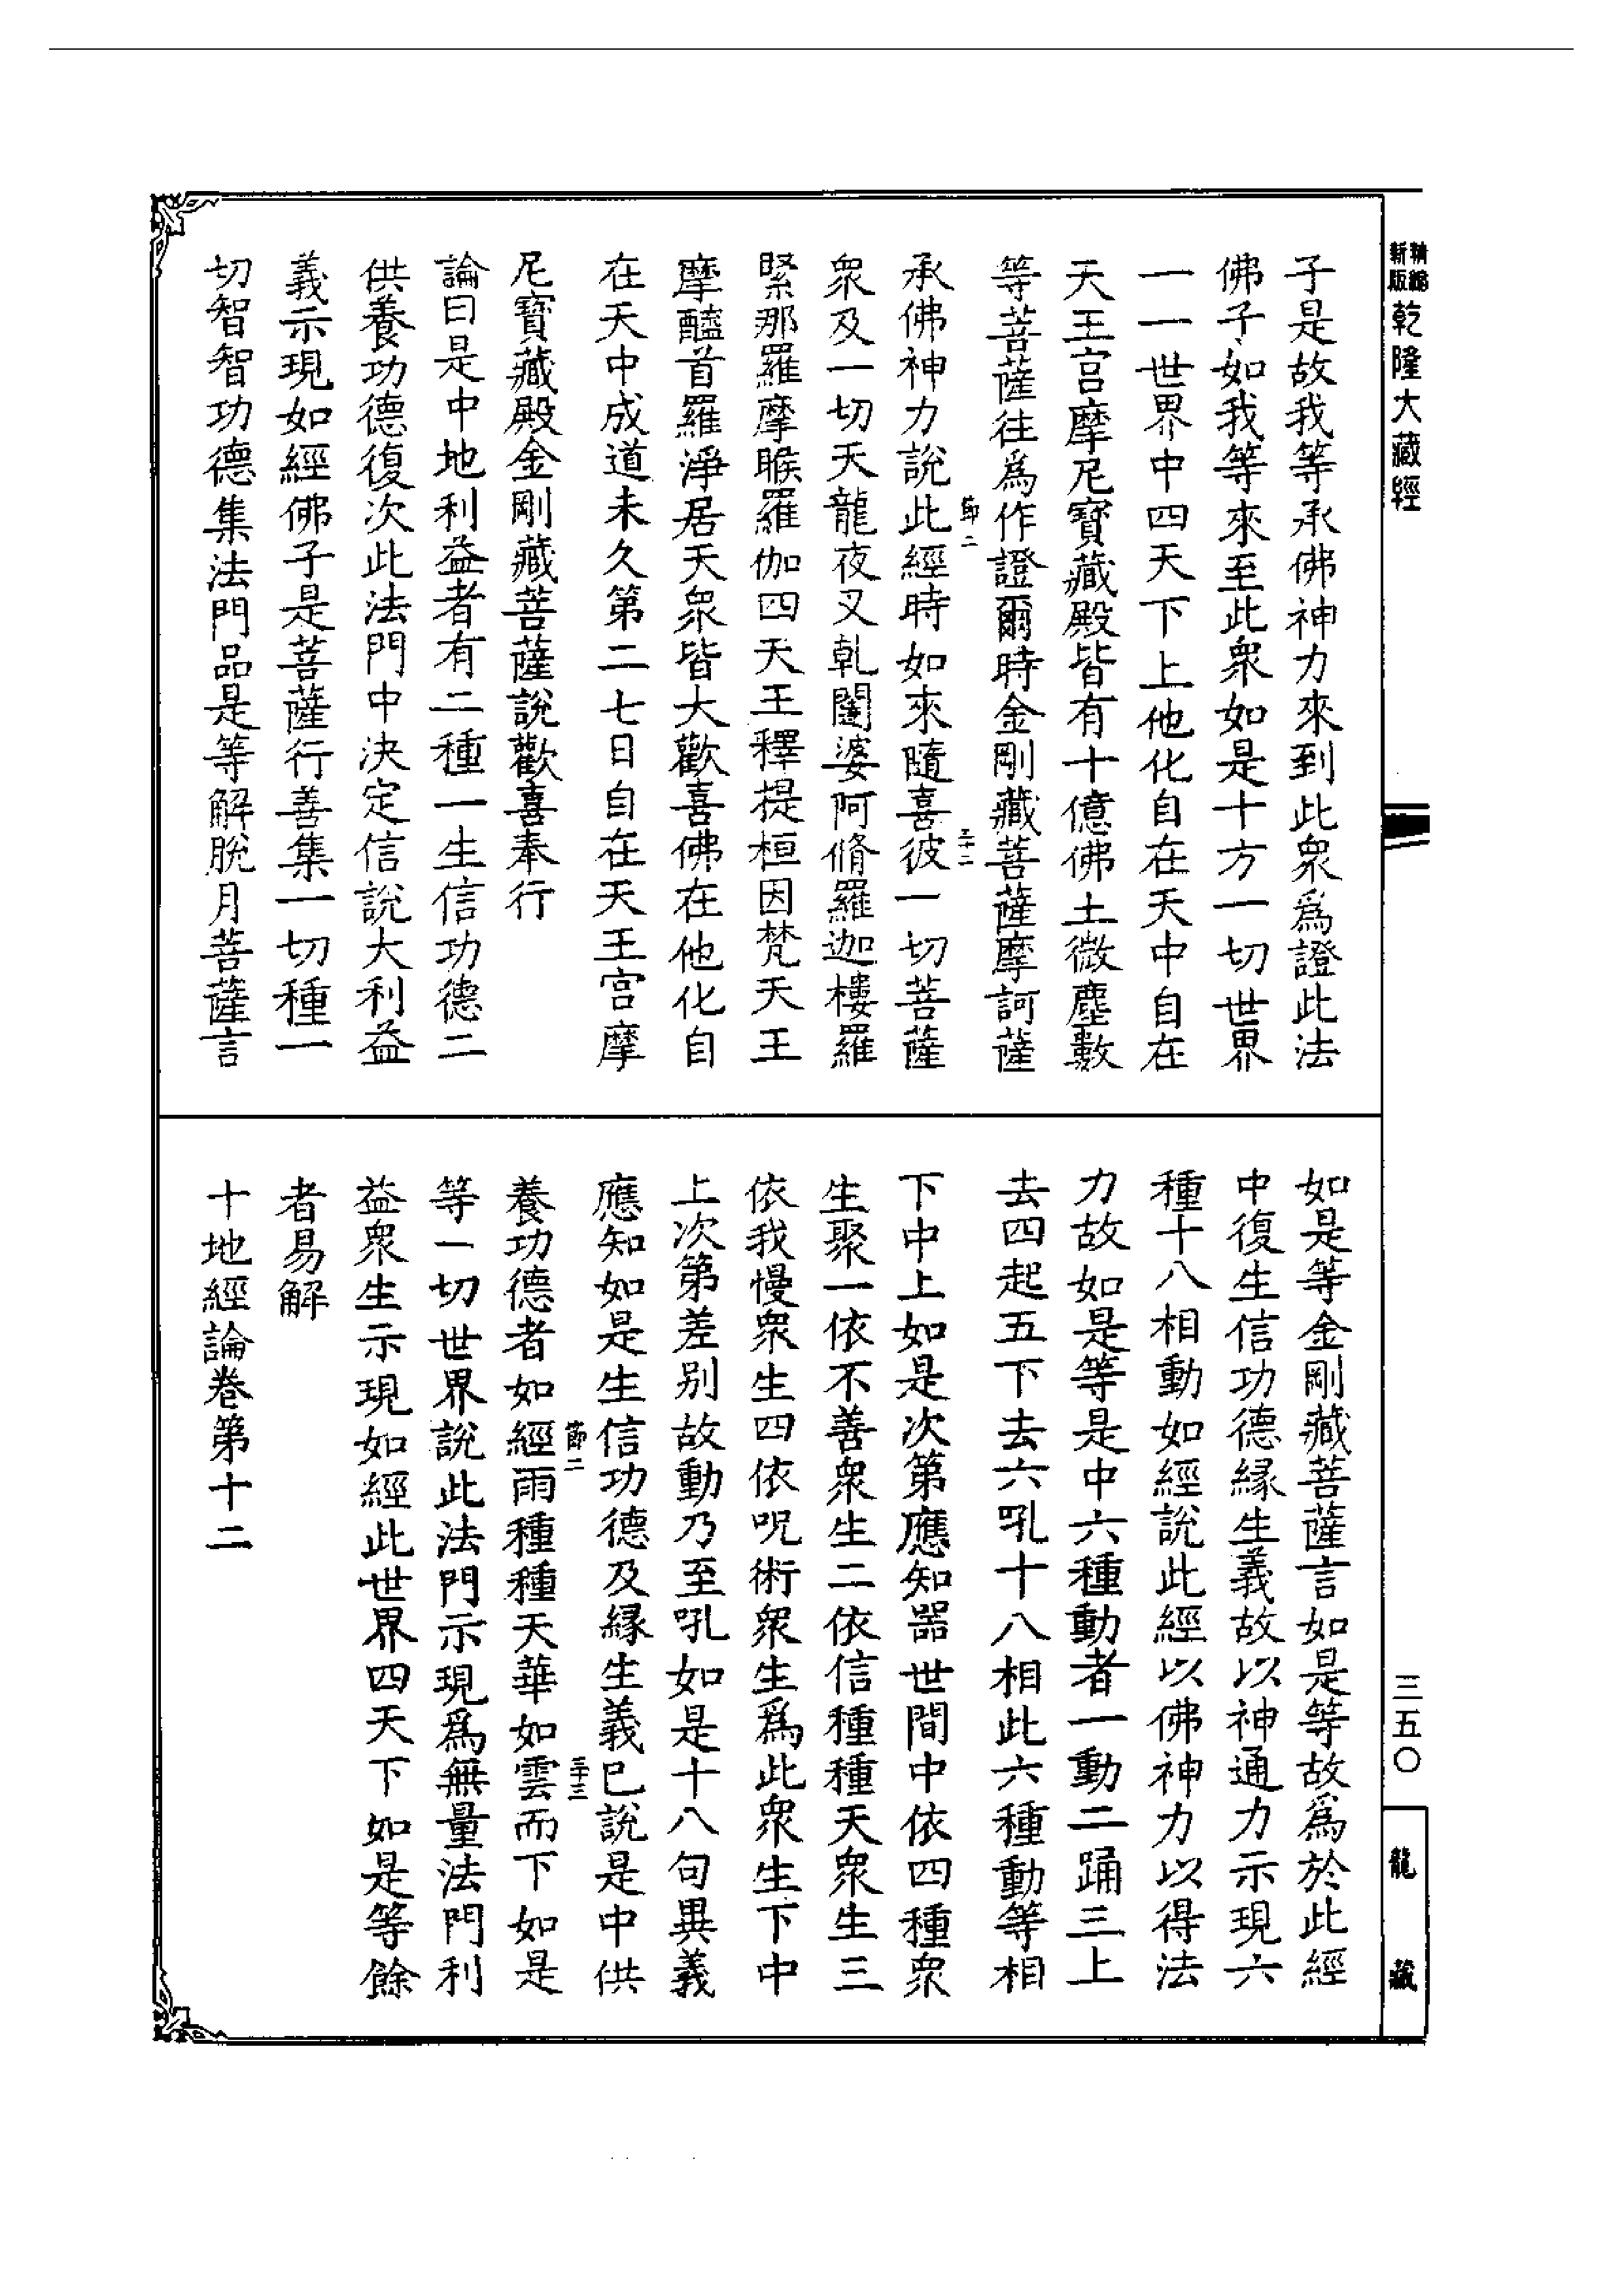 精縮
新版
乾隆大藏經
三五〇
龍藏
子是故我等承佛神力來到此衆爲證此法
佛子如我等來至此衆如是十方一切世界
一一世界中四天下上他化自在天中自在
天王宮摩尼寶藏殿皆有十億佛土微塵數
等菩薩往爲作證爾時金剛藏菩薩摩訶薩
節二
三十二
承佛神力說此經時如來隨喜彼一切菩薩
衆及一切天龍夜叉乹闥婆阿脩羅迦樓羅
緊那羅摩睺羅伽四天王釋提桓因梵天王
摩醯首羅淨居天衆皆大歡喜佛在他化自
在天中成道未久第二七日自在天王宮摩
尼寶藏殿金剛藏菩薩說歡喜奉行
論曰是中地利益者有二種一生信功德二
供養功德復次此法門中決定信說大利益
義示現如經佛子是菩薩行善集一切種一
切智智功德集法門品是等解脫月菩薩言
如是等金剛藏菩薩言如是等故爲於此經
中復生信功德緣生義故以神通力示現六
種十八相動如經說此經以佛神力以得法
力故如是等是中六種動者一動二踊三上
去四起五下去六吼十八相此六種動等相
下中上如是次第應知器世間中依四種衆
生聚一依不善衆生二依信種種天衆生三
依我慢衆生四依呪術衆生爲此衆生下中
上次第差別故動乃至吼如是十八句異義
應知如是生信功德及緣生義已說是中供
節二
三十三
養功德者如經雨種種天華如雲而下如是
等一切世界說此法門示現爲無量法門利
益衆生示現如經此世界四天下如是等餘
者易解
十地經論卷第十二